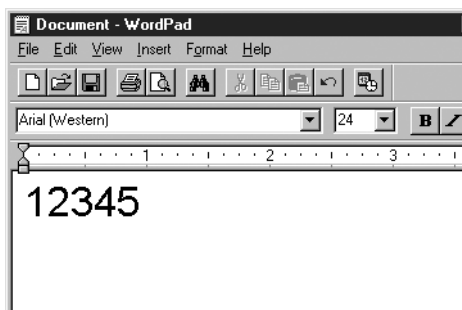 Document - WordPad
File Edit View Insert Format Help
Arial (Western) 24 B I
1 2 3
12345